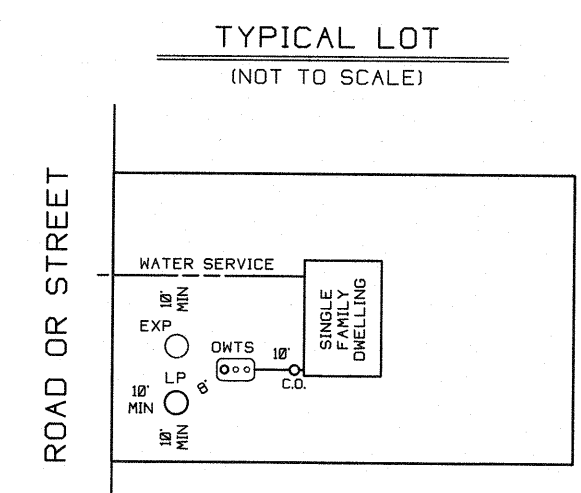 TYPICAL LOT
(NOT TO SCALE)
ROAD OR STREET
WATER SERVICE
10'
MIN
EXP
OWTS
10'
C.O.
SINGLE
FAMILY
DWELLING
LP
8'
10'
MIN
10'
MIN